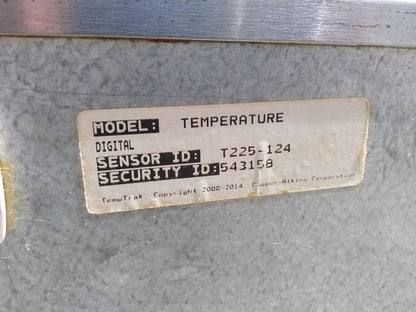 MODEL: TEMPERATURE
DIGITAL
SENSOR ID: T225-124
SECURITY ID: 543158
TempTrak Copyright 2000-2014 Cooper-Atkins Corporation